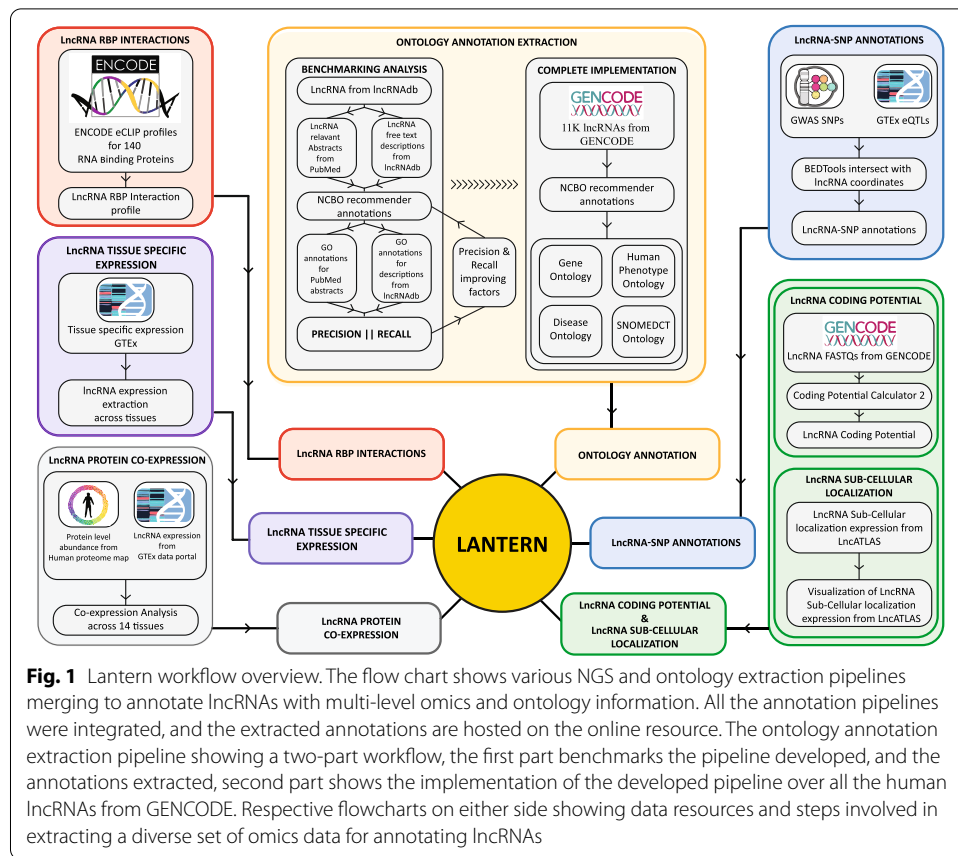 LncRNA RBP INTERACTIONS
ENCODE
ENCODE eCLIP profiles
for 140
RNA Binding Proteins
LncRNA RBP Interaction
profile
LncRNA TISSUE SPECIFIC
EXPRESSION
Tissue specific expression
GTEx
lncRNA expression
extraction
across tissues
LncRNA PROTEIN CO-EXPRESSION
Protein level
abundance from
Human proteome map
LncRNA expression
from
GTEx data portal
Co-expression Analysis
across 14 tissues
ONTOLOGY ANNOTATION EXTRACTION
BENCHMARKING ANALYSIS
LncRNA from lcRNAdb
LncRNA
relavant
Abstracts
from
PubMed
LncRNA
free text
descriptions
from
lcRNAdb
NCBO recommender
annotations
GO
annotations
for
PubMed
abstracts
GO
annotations
for
descriptions
from
lcRNAdb
Precision &
Recall
improving
factors
PRECISION || RECALL
COMPLETE IMPLEMENTATION
GENCODE
11K lncRNAs from
GENCODE
NCBO recommender
annotations
Gene
Ontology
Human
Phenotype
Ontology
Disease
Ontology
SNOMEDCT
Ontology
LncRNA-SNP ANNOTATIONS
GWAS SNPs
GTEx eQTLs
BEDTools intersect with
lncRNA coordinates
LncRNA-SNP annotations
LncRNA CODING POTENTIAL
GENCODE
LncRNA FASTQs from GENCODE
Coding Potential Calculator 2
LncRNA Coding Potential
LncRNA SUB-CELLULAR
LOCALIZATION
LncRNA Sub-Cellular
localization expression from
LncATLAS
Visualization of LncRNA
Sub-Cellular localization
expression from LncATLAS
LncRNA RBP INTERACTIONS
ONTOLOGY ANNOTATION
LncRNA TISSUE SPECIFIC
EXPRESSION
LANTERN
LncRNA-SNP ANNOTATIONS
LncRNA PROTEIN
CO-EXPRESSION
LncRNA CODING POTENTIAL
&
LncRNA SUB-CELLULAR
LOCALIZATION
Fig. 1 Lantern workflow overview. The flow chart shows various NGS and ontology extraction pipelines
merging to annotate lncRNAs with multi-level omics and ontology information. All the annotation pipelines
were integrated, and the extracted annotations are hosted on the online resource. The ontology annotation
extraction pipeline showing a two-part workflow, the first part benchmarks the pipeline developed, and the
annotations extracted, second part shows the implementation of the developed pipeline over all the human
lncRNAs from GENCODE. Respective flowcharts on either side showing data resources and steps involved in
extracting a diverse set of omics data for annotating lncRNAs